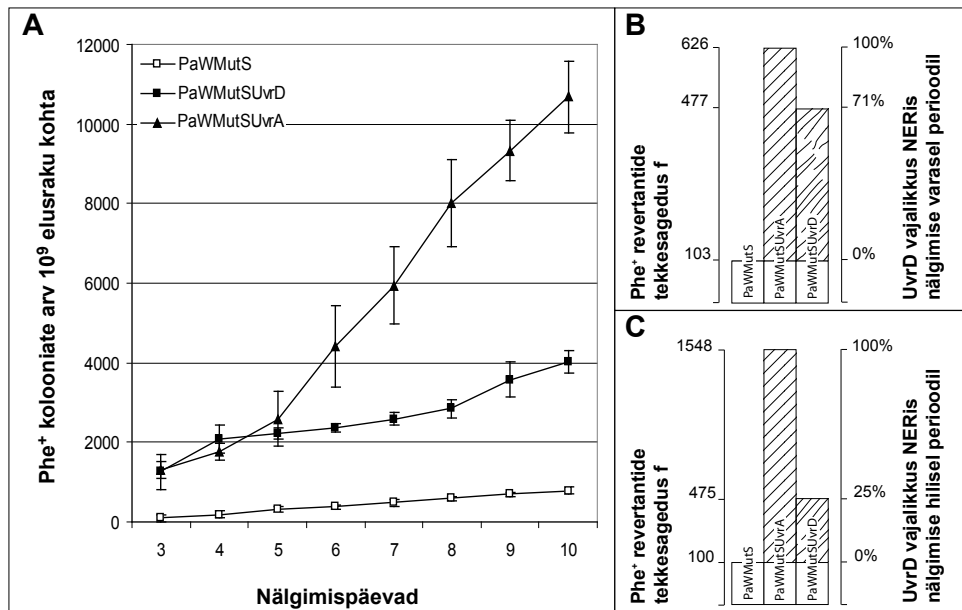 A
12000
10000
8000
6000
4000
2000
0
PaWMutS
PaWMutSUvrD
PaWMutSUvrA
Phe⁺ kolooniate arv 10⁹ elusraku kohta
3 4 5 6 7 8 9 10
Nälgimispäevad
B
Phe⁺ revertantide
tekkesagedus f
626
477
103
PaWMutS
PaWMutSUvrA
PaWMutSUvrD
100%
71%
0%
UvrD vajalikkus NERis
nälgimise varasel perioodil
C
Phe⁺ revertantide
tekkesagedus f
1548
475
100
PaWMutS
PaWMutSUvrA
PaWMutSUvrD
100%
25%
0%
UvrD vajalikkus NERis
nälgimise hilisel perioodil